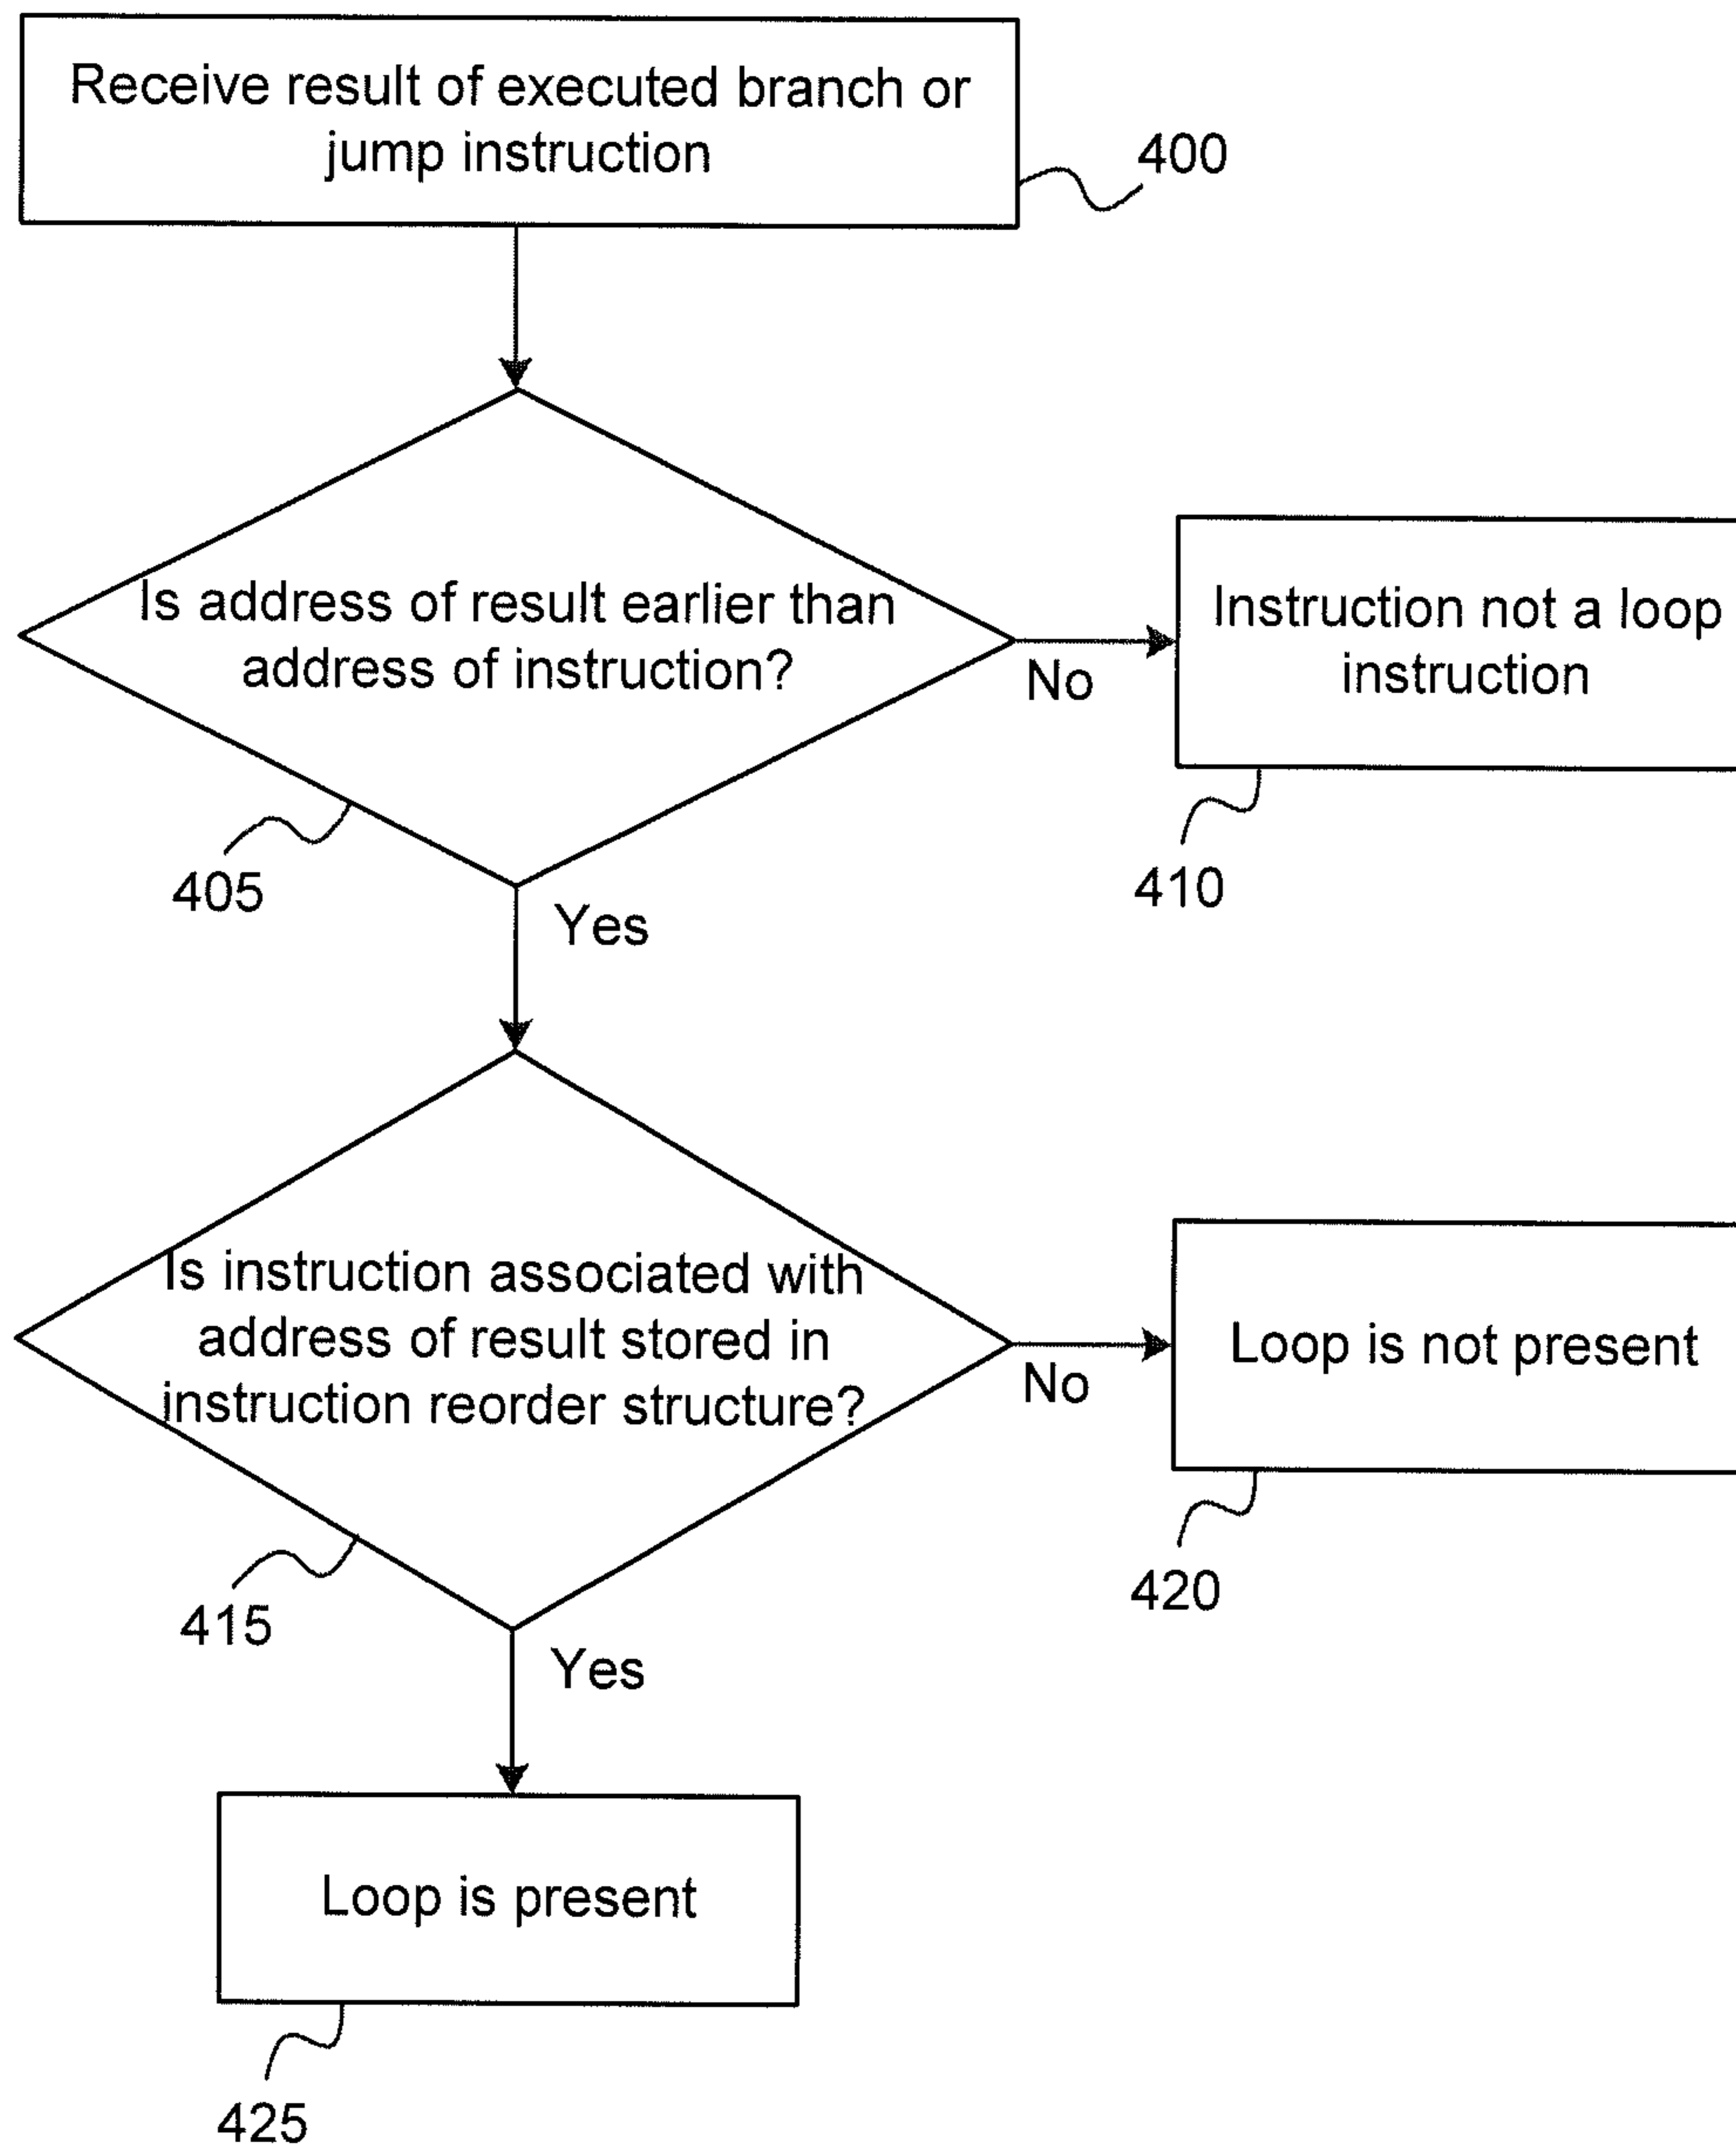 Receive result of executed branch or
jump instruction
400
Is address of result earlier than
address of instruction?
No
Instruction not a loop
instruction
405
410
Yes
Is instruction associated with
address of result stored in
instruction reorder structure?
No
Loop is not present
415
420
Yes
Loop is present
425